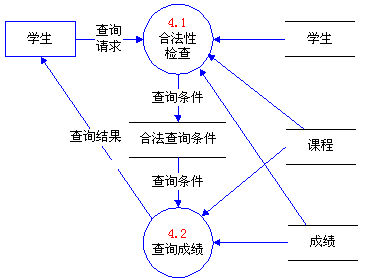 学生
查询
请求
4.1
合法性
检查
学生
查询条件
查询结果
合法查询条件
课程
查询条件
4.2
查询成绩
成绩